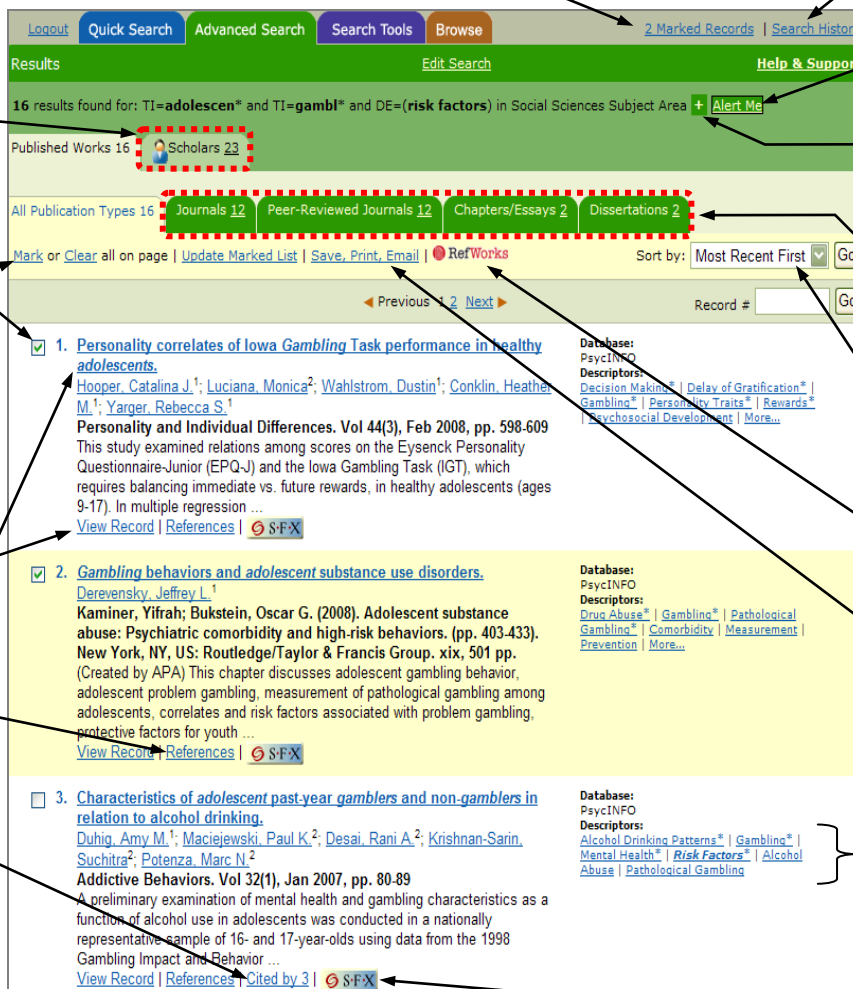 Logout Quick Search Advanced Search Search Tools Browse 2 Marked Records | Search Histor
Results Edit Search Help & Suppor
16 results found for: TI=adolescen* and TI=gambl* and DE=(risk factors) in Social Sciences Subject Area + Alert Me
Published Works 16 Scholars 23
All Publication Types 16 Journals 12 Peer-Reviewed Journals 12 Chapters/Essays 2 Dissertations 2
Mark or Clear all on page | Update Marked List | Save, Print, Email | RefWorks Sort by: Most Recent First Go
Previous 1 2 Next Record # Go
1. Personality correlates of Iowa Gambling Task performance in healthy
adolescents.
Hooper, Catalina J.1; Luciana, Monica2; Wahlstrom, Dustin1; Conklin, Heather
M.1; Yarger, Rebecca S.1
Personality and Individual Differences. Vol 44(3), Feb 2008, pp. 598-609
This study examined relations among scores on the Eysenck Personality
Questionnaire-Junior (EPQ-J) and the Iowa Gambling Task (IGT), which
requires balancing immediate vs. future rewards, in healthy adolescents (ages
9-17). In multiple regression ...
View Record | References | S·F·X
Database:
PsycINFO
Descriptors:
Decision Making* | Delay of Gratification* |
Gambling* | Personality Traits* | Rewards*
| Psychosocial Development | More...
2. Gambling behaviors and adolescent substance use disorders.
Derevensky, Jeffrey L.1
Kaminer, Yifrah; Bukstein, Oscar G. (2008). Adolescent substance
abuse: Psychiatric comorbidity and high-risk behaviors. (pp. 403-433).
New York, NY, US: Routledge/Taylor & Francis Group. xix, 501 pp.
(Created by APA) This chapter discusses adolescent gambling behavior,
adolescent problem gambling, measurement of pathological gambling among
adolescents, correlates and risk factors associated with problem gambling,
protective factors for youth ...
View Record | References | S·F·X
Database:
PsycINFO
Descriptors:
Drug Abuse* | Gambling* | Pathological
Gambling* | Comorbidity | Measurement |
Prevention | More...
3. Characteristics of adolescent past-year gamblers and non-gamblers in
relation to alcohol drinking.
Duhig, Amy M.1; Maciejewski, Paul K.2; Desai, Rani A.2; Krishnan-Sarin,
Suchitra2; Potenza, Marc N.2
Addictive Behaviors. Vol 32(1), Jan 2007, pp. 80-89
A preliminary examination of mental health and gambling characteristics as a
function of alcohol use in adolescents was conducted in a nationally
representative sample of 16- and 17-year-olds using data from the 1998
Gambling Impact and Behavior ...
View Record | References | Cited by 3 | S·F·X
Database:
PsycINFO
Descriptors:
Alcohol Drinking Patterns* | Gambling* |
Mental Health* | Risk Factors* | Alcohol
Abuse | Pathological Gambling